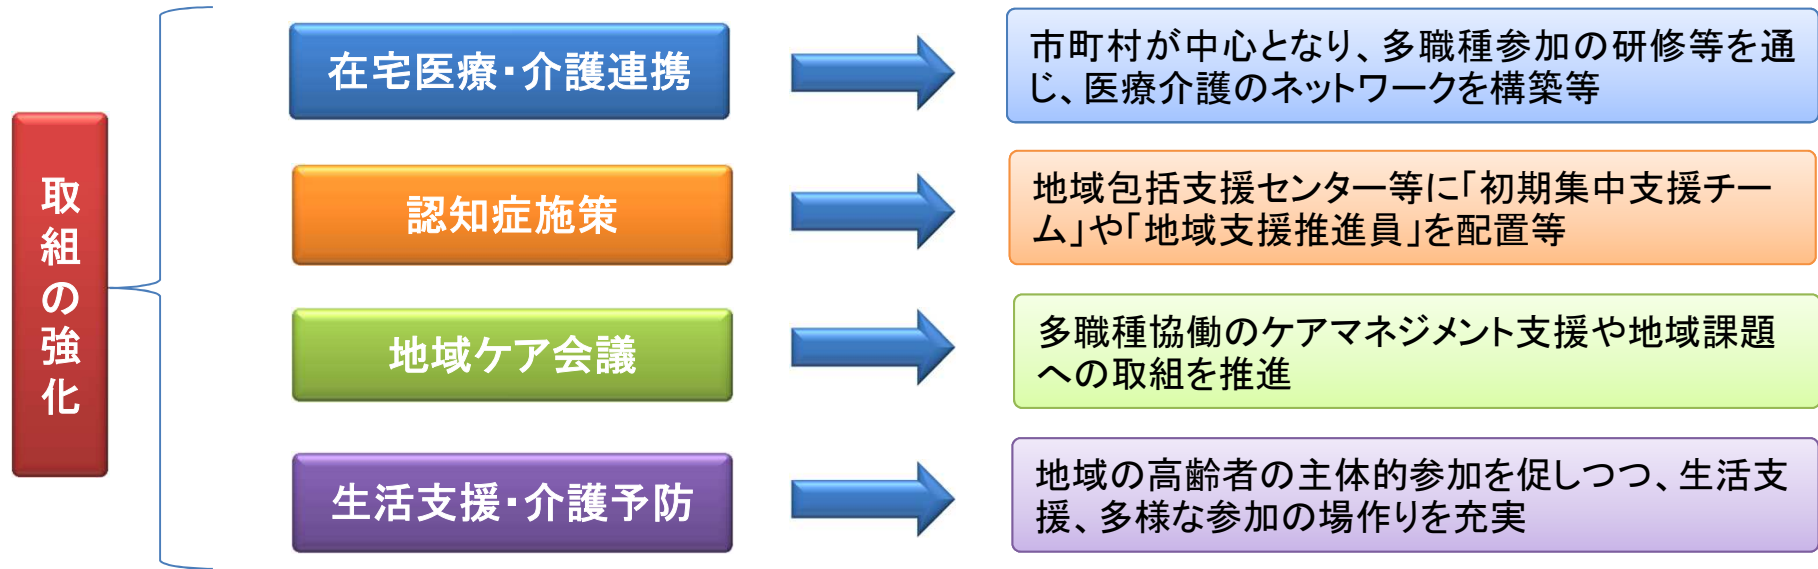 取組の強化
在宅医療・介護連携
市町村が中心となり、多職種参加の研修等を通
じ、医療介護のネットワークを構築等
認知症施策
地域包括支援センター等に「初期集中支援チー
ム」や「地域支援推進員」を配置等
地域ケア会議
多職種協働のケアマネジメント支援や地域課題
への取組を推進
生活支援・介護予防
地域の高齢者の主体的参加を促しつつ、生活支
援、多様な参加の場作りを充実